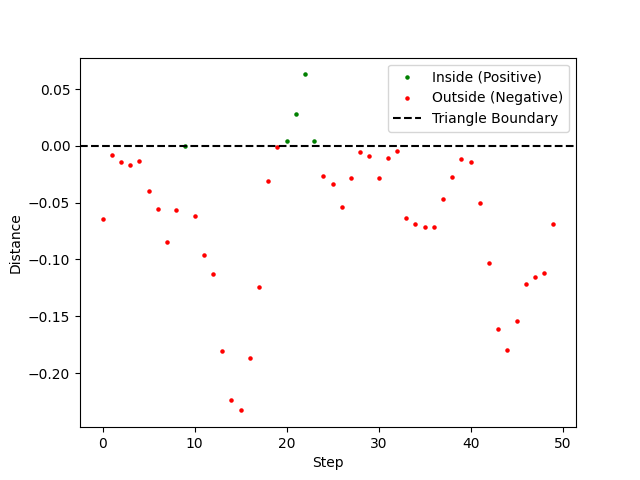 Inside (Positive)
Outside (Negative)
Triangle Boundary
0.05
0.00
−0.05
−0.10
−0.15
−0.20
Distance
0 10 20 30 40 50
Step